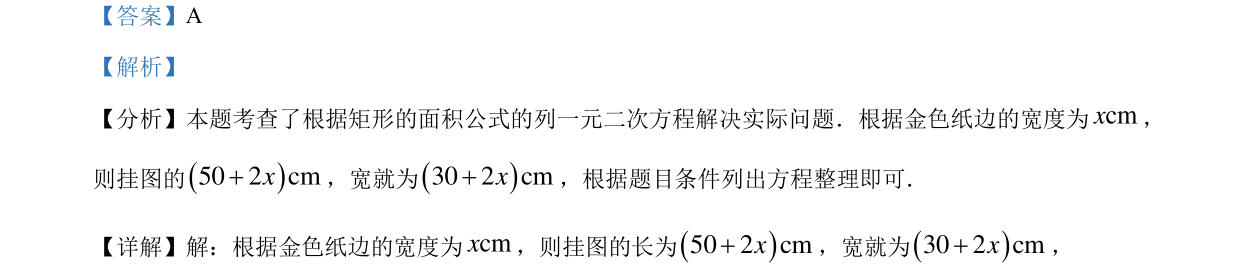 【答案】A
【解析】
【分析】本题考查了根据矩形的面积公式的列一元二次方程解决实际问题．根据金色纸边的宽度为xcm，
则挂图的(50+2x)cm，宽就为(30+2x)cm，根据题目条件列出方程整理即可．
【详解】解：根据金色纸边的宽度为xcm，则挂图的长为(50+2x)cm，宽就为(30+2x)cm，